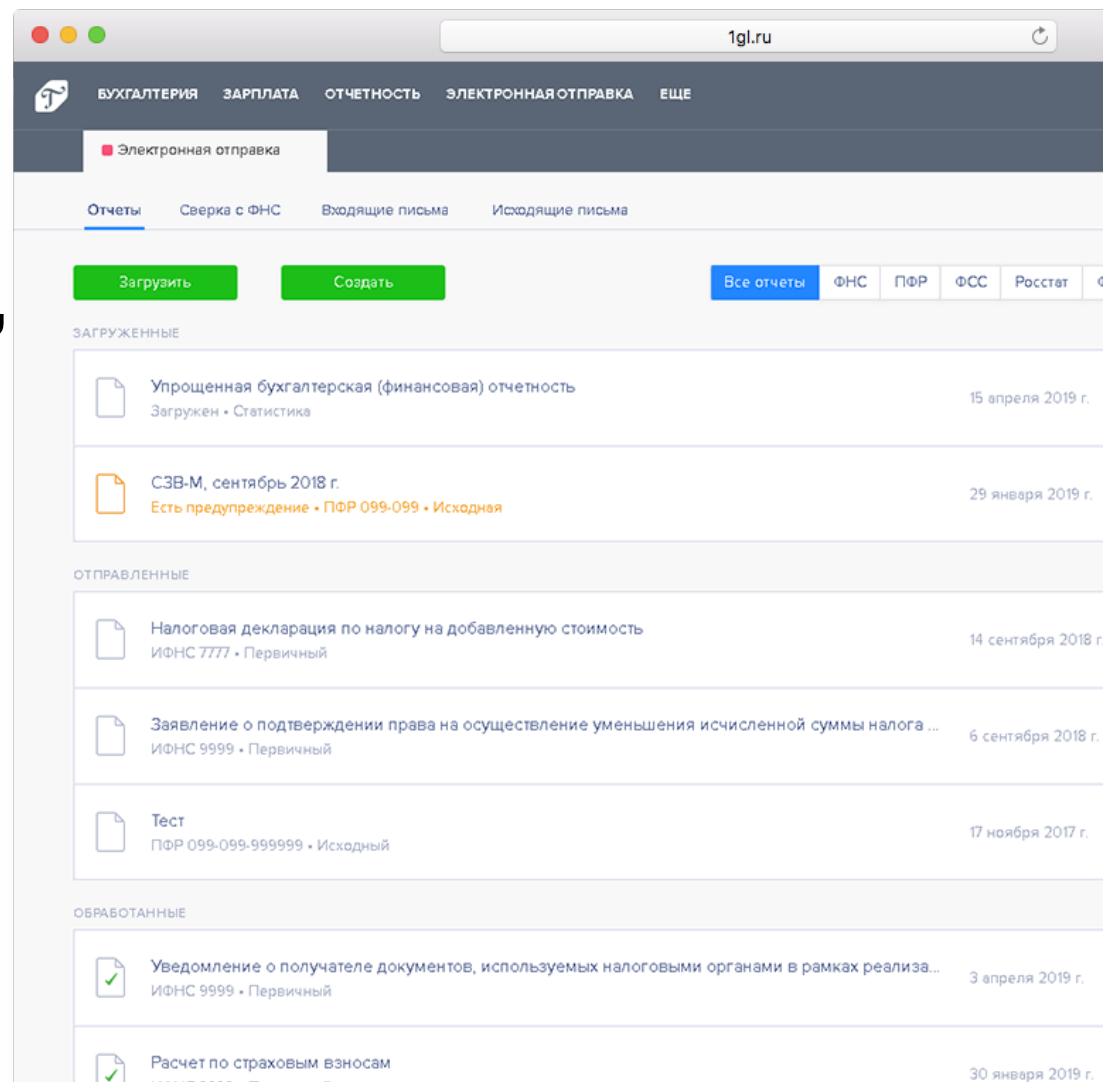 1gl.ru
БУХГАЛТЕРИЯ ЗАРПЛАТА ОТЧЕТНОСТЬ ЭЛЕКТРОННАЯ ОТПРАВКА ЕЩЕ
Электронная отправка
Отчеты Сверка с ФНС Входящие письма Исходящие письма
Загрузить Создать Все отчеты ФНС ПФР ФСС Росстат
ЗАГРУЖЕННЫЕ
Упрощенная бухгалтерская (финансовая) отчетность
Загружен • Статистика
15 апреля 2019 г.
СЗВ-М, сентябрь 2018 г.
Есть предупреждение • ПФР 099-099 • Исходная
29 января 2019 г.
ОТПРАВЛЕННЫЕ
Налоговая декларация по налогу на добавленную стоимость
ИФНС 7777 • Первичный
14 сентября 2018 г.
Заявление о подтверждении права на осуществление уменьшения исчисленной суммы налога ...
ИФНС 9999 • Первичный
6 сентября 2018 г.
Тест
ПФР 099-099-999999 • Исходный
17 ноября 2017 г.
ОБРАБОТАННЫЕ
Уведомление о получателе документов, используемых налоговыми органами в рамках реализа...
ИФНС 9999 • Первичный
3 апреля 2019 г.
Расчет по страховым взносам
30 января 2019 г.